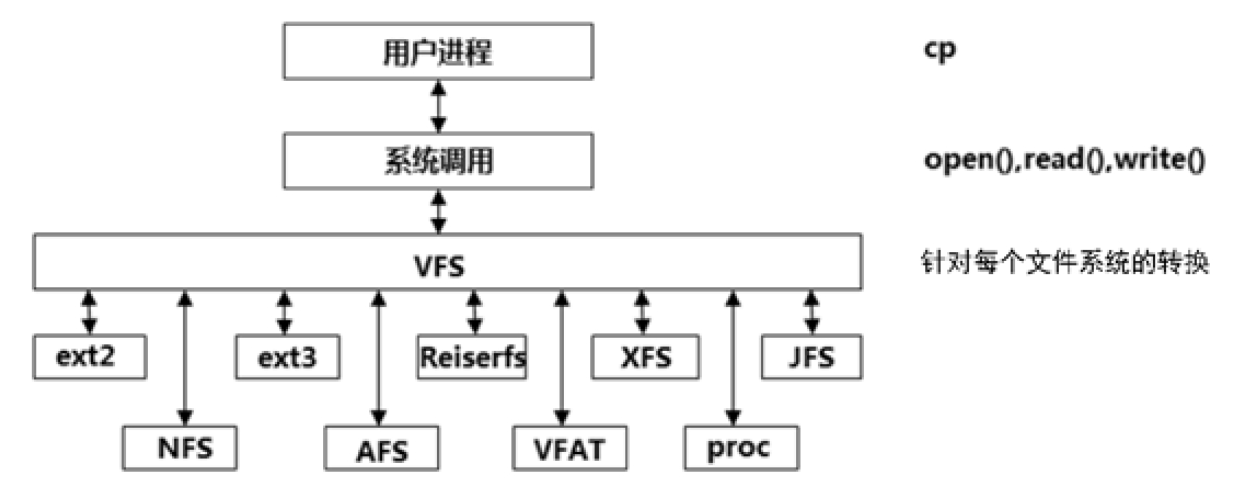 用户进程
cp
系统调用
open(),read(),write()
VFS
针对每个文件系统的转换
ext2
ext3
Reiserfs
XFS
JFS
NFS
AFS
VFAT
proc